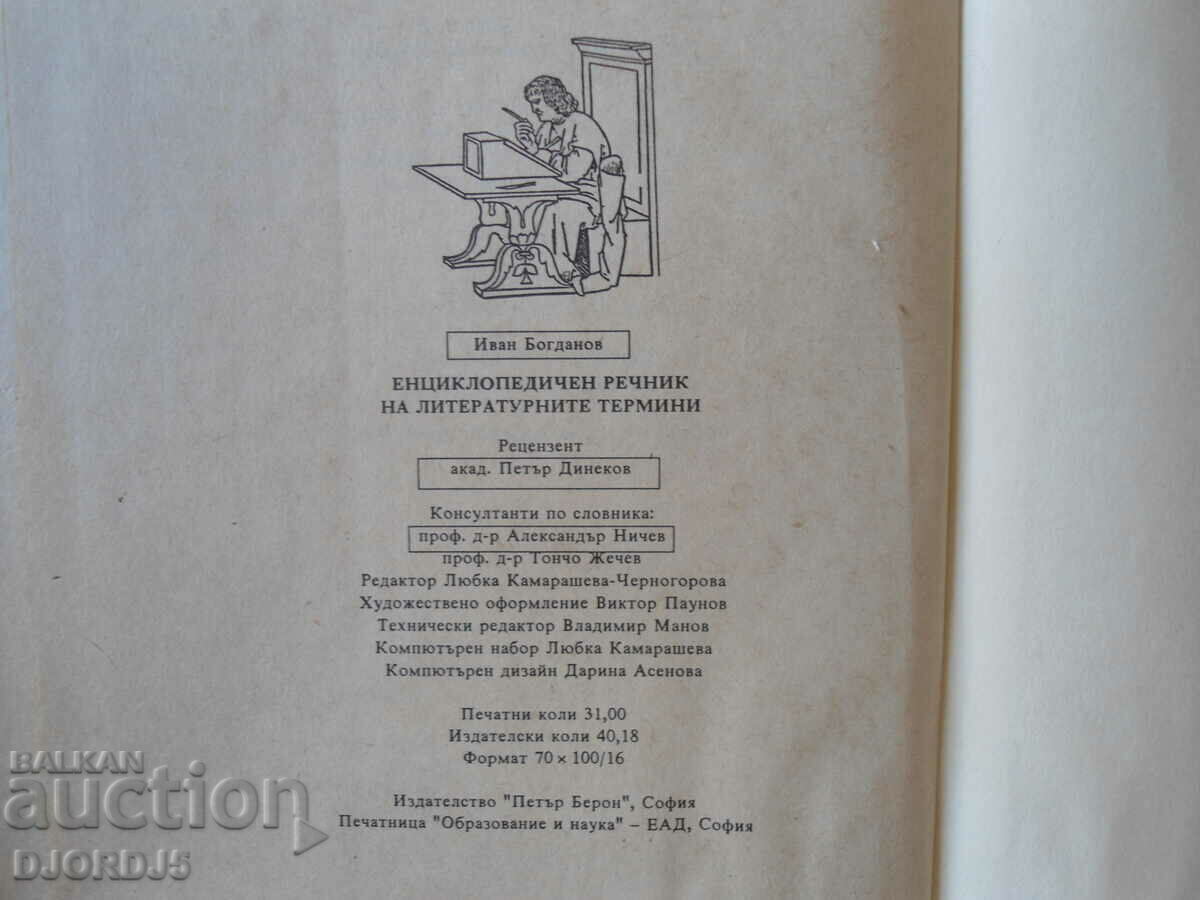 Иван Богданов
ЕНЦИКЛОПЕДИЧЕН РЕЧНИК
НА ЛИТЕРАТУРНИТЕ ТЕРМИНИ
Рецензент
акад. Петър Динеков
Консултанти по словника:
проф. д-р Александър Ничев
проф. д-р Тончо Жечев
Редактор Любка Камарашева-Черногорова
Художествено оформление Виктор Паунов
Технически редактор Владимир Манов
Компютърен набор Любка Камарашева
Компютърен дизайн Дарина Асенова
Печатни коли 31,00
Издателски коли 40,18
Формат 70 × 100/16
Издателство "Петър Берон", София
Печатница "Образование и наука" – ЕАД, София
BALKAN
auction
DJORDJ5